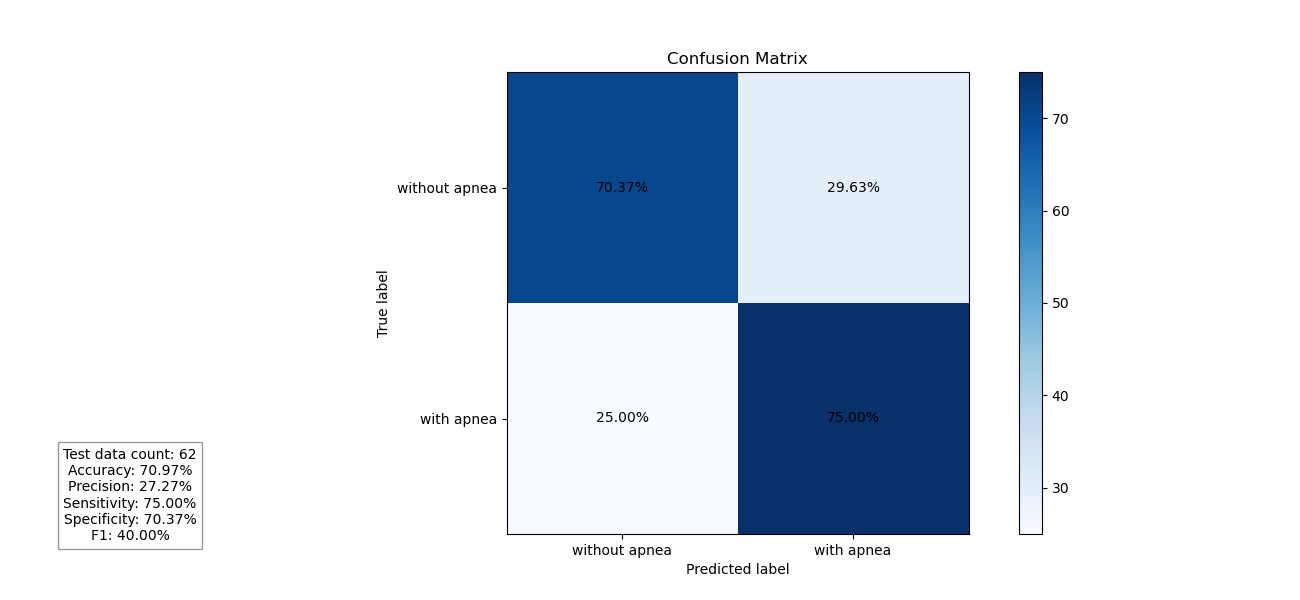 Confusion Matrix
without apnea
70.37%
29.63%
with apnea
25.00%
75.00%
True label
without apnea
with apnea
Predicted label
70
60
50
40
30
Test data count: 62
Accuracy: 70.97%
Precision: 27.27%
Sensitivity: 75.00%
Specificity: 70.37%
F1: 40.00%